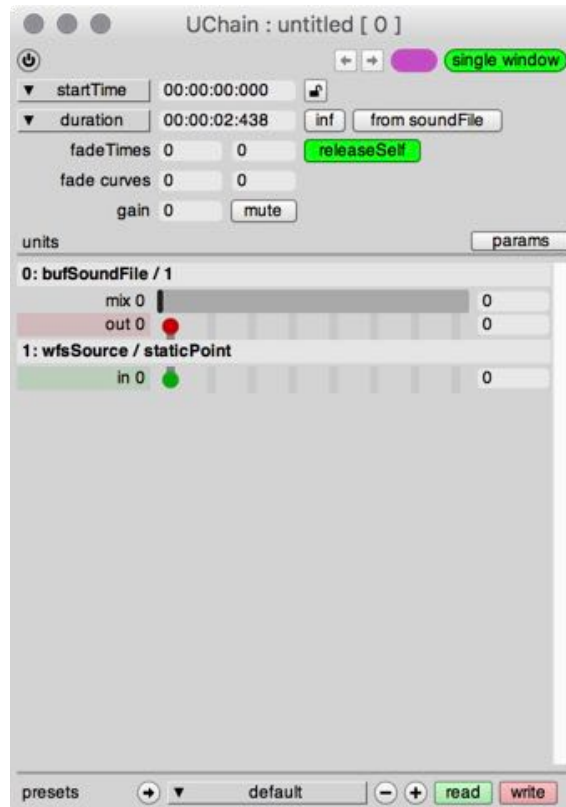 UChain : untitled [ 0 ]
single window
startTime 00:00:00:000
duration 00:00:02:438 inf from soundFile
fadeTimes 0 0 releaseSelf
fade curves 0 0
gain 0 mute
units params
0: bufSoundFile / 1
mix 0 0
out 0 0
1: wfsSource / staticPoint
in 0 0
presets default read write